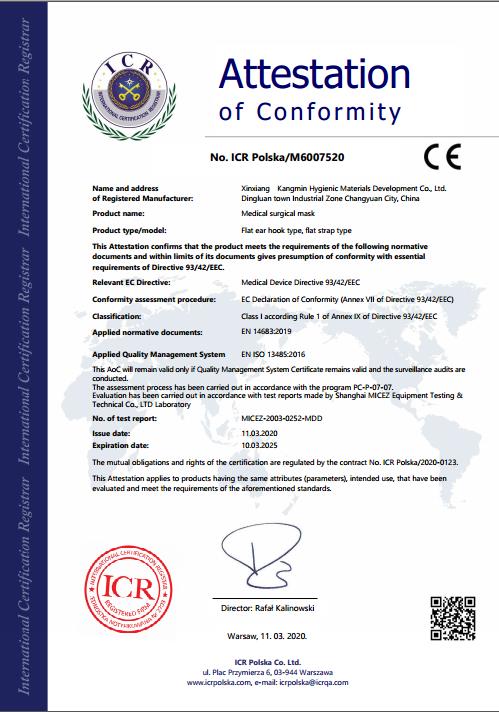 International Certification Registrar International Certification Registrar International Certification Registrar
ICR
INTERNATIONAL CERTIFICATION REGISTRAR
Attestation
of Conformity
No. ICR Polska/M6007520
CE
Name and address
of Registered Manufacturer:
Xinxiang Kangmin Hygienic Materials Development Co., Ltd.
Dingluan town Industrial Zone Changyuan City, China
Product name: Medical surgical mask
Product type/model: Flat ear hook type, flat strap type
This Attestation confirms that the product meets the requirements of the following normative
documents and within limits of its documents gives presumption of conformity with essential
requirements of Directive 93/42/EEC.
Relevant EC Directive: Medical Device Directive 93/42/EEC
Conformity assessment procedure: EC Declaration of Conformity (Annex VII of Directive 93/42/EEC)
Classification: Class I according Rule 1 of Annex IX of Directive 93/42/EEC
Applied normative documents: EN 14683:2019
Applied Quality Management System EN ISO 13485:2016
This AoC will remain valid only if Quality Management System Certificate remains valid and the surveillance audits are
conducted.
The assessment process has been carried out in accordance with the program PC-P-07-07.
Evaluation has been carried out in accordance with test reports made by Shanghai MICEZ Equipment Testing &
Technical Co., LTD Laboratory
No. of test report: MICEZ-2003-0252-MDD
Issue date: 11.03.2020
Expiration date: 10.03.2025
The mutual obligations and rights of the certification are regulated by the contract No. ICR Polska/2020-0123.
This Attestation applies to products having the same attributes (parameters), intended use, that have been
evaluated and meet the requirements of the aforementioned standards.
INTERNATIONAL CERTIFICATION REGISTRAR
ICR
REGISTERED FIRM
Director: Rafał Kalinowski
Warsaw, 11. 03. 2020.
ICR Polska Co. Ltd.
ul. Plac Przymierza 6, 03-944 Warszawa
www.icrpolska.com, e-mail: icrpolska@icrqa.com